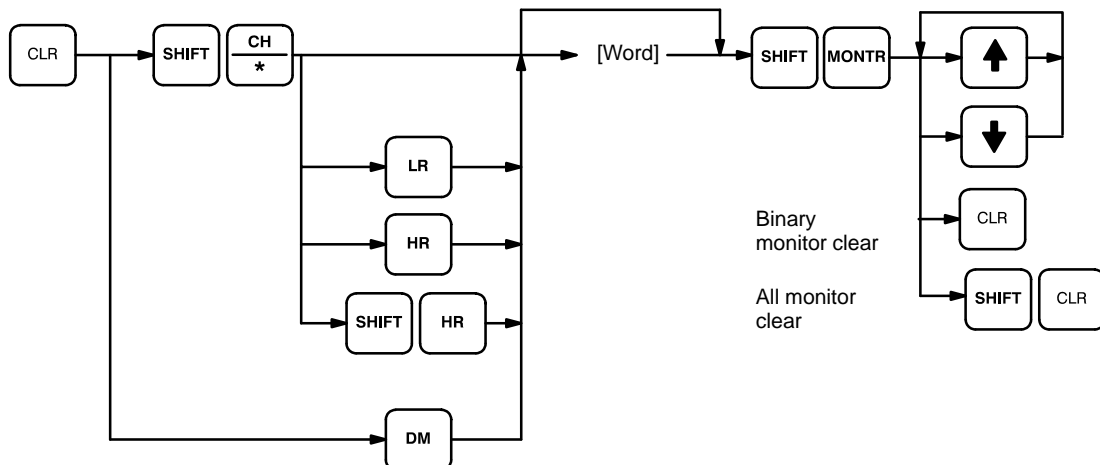 CLR
SHIFT
CH
*
[Word]
SHIFT
MONTR
LR
HR
SHIFT
HR
DM
Binary
monitor clear
CLR
All monitor
clear
SHIFT
CLR